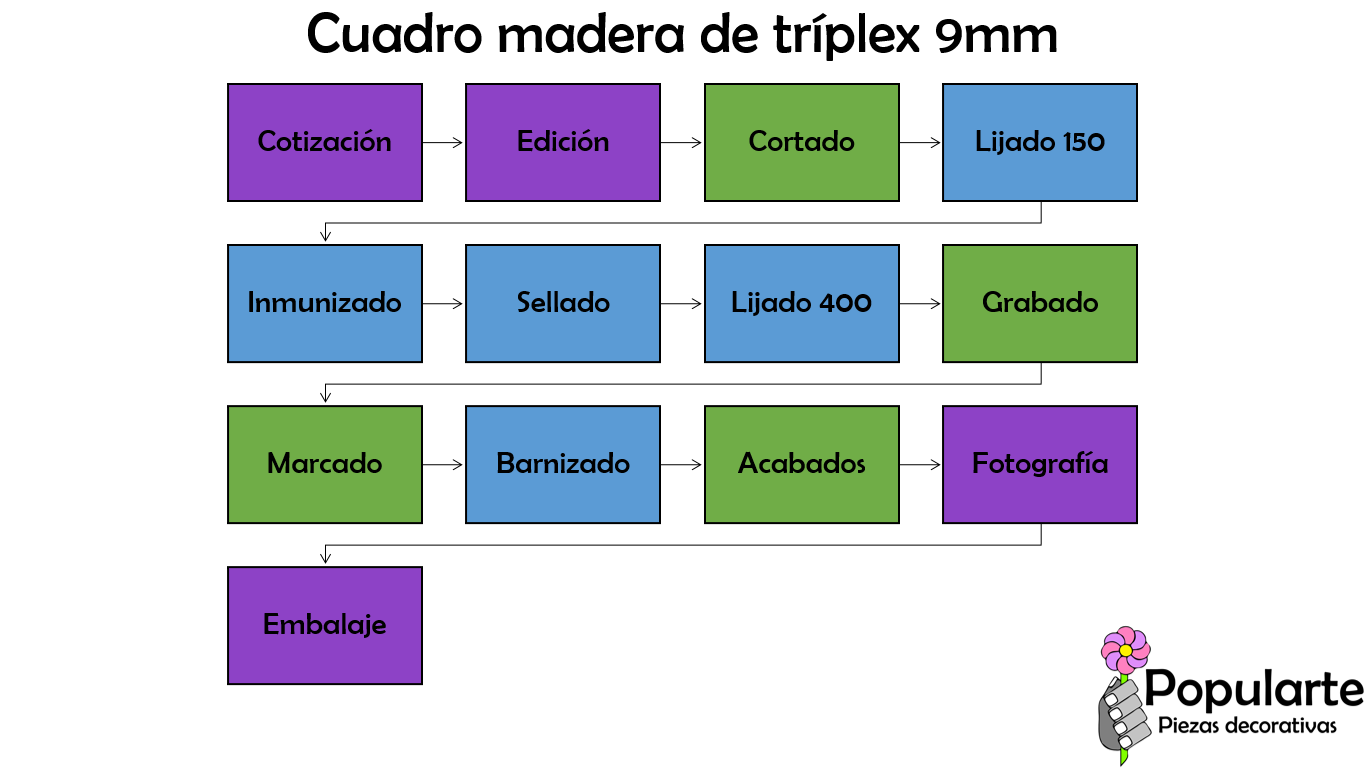 Cuadro madera de tríplex 9mm
Cotización
Edición
Cortado
Lijado 150
Inmunizado
Sellado
Lijado 400
Grabado
Marcado
Barnizado
Acabados
Fotografía
Embalaje
Popularte
Piezas decorativas